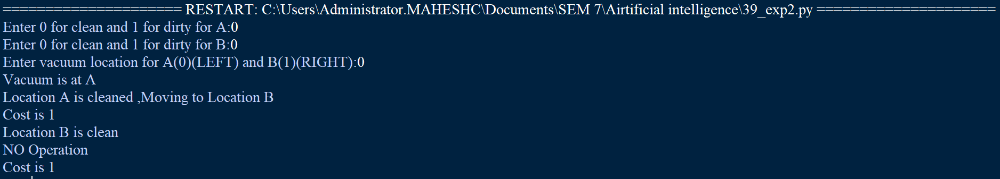 ===================== RESTART: C:\Users\Administrator.MAHESHC\Documents\SEM 7\Airtificial intelligence\39_exp2.py =====================
Enter 0 for clean and 1 for dirty for A:0
Enter 0 for clean and 1 for dirty for B:0
Enter vacuum location for A(0)(LEFT) and B(1)(RIGHT):0
Vacuum is at A
Location A is cleaned ,Moving to Location B
Cost is 1
Location B is clean
NO Operation
Cost is 1